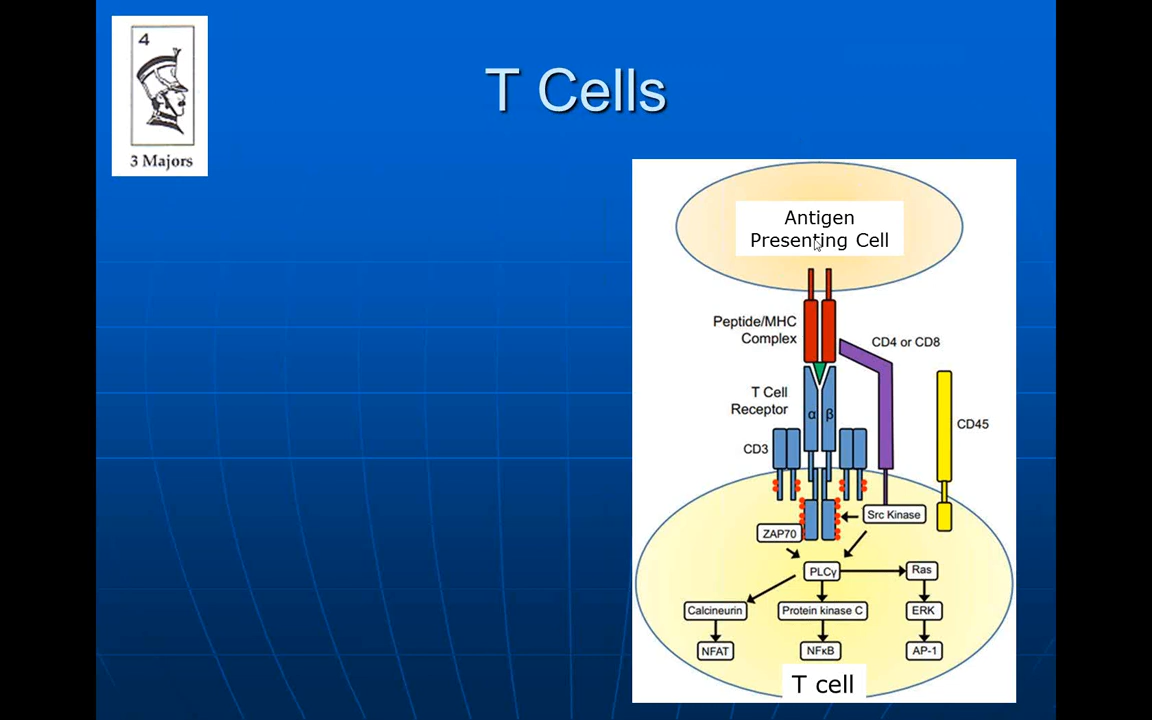 4
3 Majors
T Cells
Antigen
Presenting Cell
Peptide/MHC
Complex
CD4 or CD8
T Cell
Receptor
α
β
CD45
CD3
Src Kinase
ZAP70
PLCγ
Ras
Calcineurin
Protein kinase C
ERK
NFAT
NFκB
AP-1
T cell